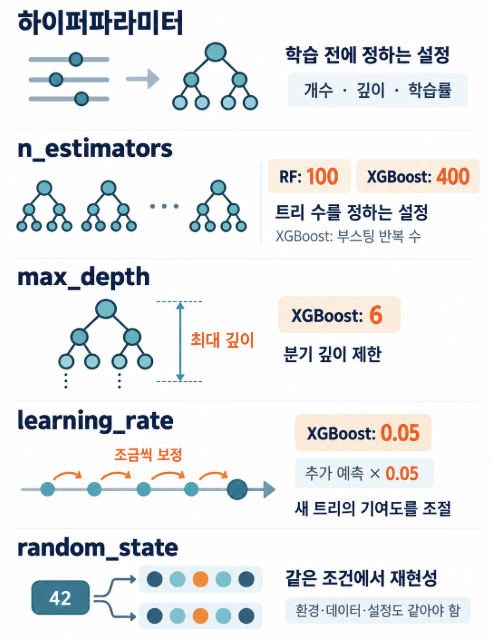 하이퍼파라미터
학습 전에 정하는 설정
개수 · 깊이 · 학습률
n_estimators
RF: 100
XGBoost: 400
트리 수를 정하는 설정
XGBoost: 부스팅 반복 수
max_depth
최대 깊이
XGBoost: 6
분기 깊이 제한
learning_rate
조금씩 보정
XGBoost: 0.05
추가 예측 × 0.05
새 트리의 기여도를 조절
random_state
42
같은 조건에서 재현성
환경·데이터·설정도 같아야 함